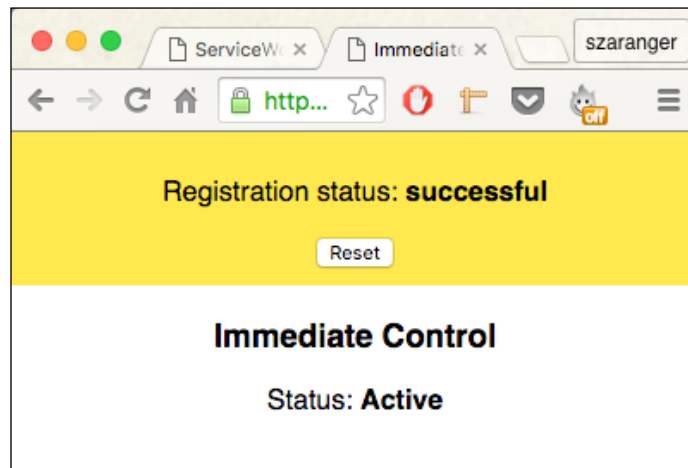 ServiceW
Immediate
szaranger
http...
off
Registration status: successful
Reset
Immediate Control
Status: Active